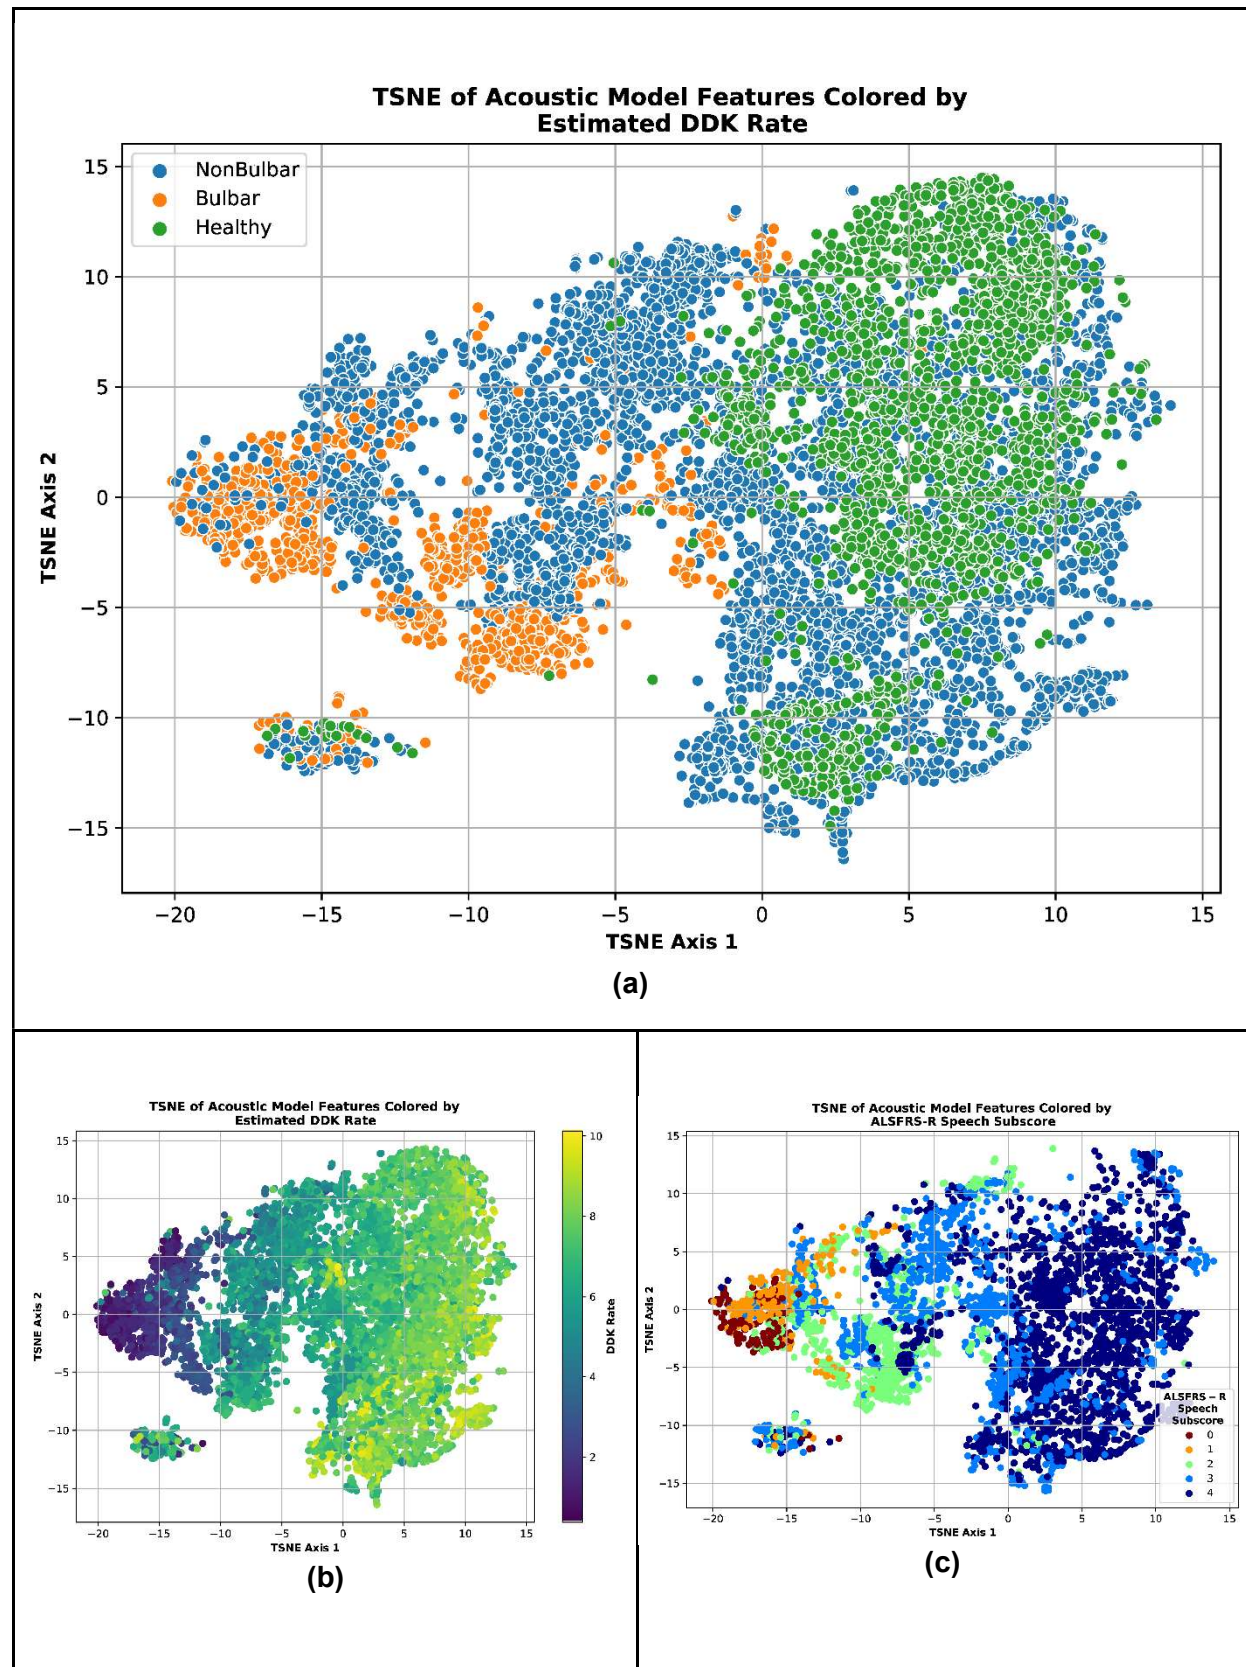 TSNE of Acoustic Model Features Colored by
Estimated DDK Rate
NonBulbar
Bulbar
Healthy
15
10
5
0
−5
−10
−15
TSNE Axis 2
−20
−15
−10
−5
0
5
10
15
TSNE Axis 1
(a)
TSNE of Acoustic Model Features Colored by
Estimated DDK Rate
15
10
5
0
−5
−10
−15
TSNE Axis 2
−20
−15
−10
−5
0
5
10
15
TSNE Axis 1
10
8
6
4
2
DDK Rate
(b)
TSNE of Acoustic Model Features Colored by
ALSFRS-R Speech Subscore
15
10
5
0
−5
−10
−15
TSNE Axis 2
ALSFRS − R
Speech
Subscore
0
1
2
3
4
−20
−15
−10
−5
0
5
10
15
TSNE Axis 1
(c)